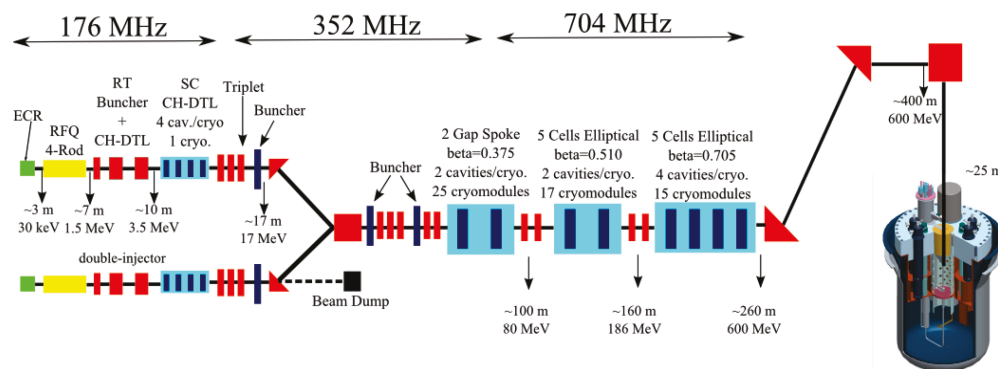 176 MHz
352 MHz
704 MHz
ECR
RFQ
4-Rod
RT
Buncher
+
CH-DTL
SC
CH-DTL
4 cav./cryo
1 cryo.
Triplet
Buncher
~3 m
30 keV
~7 m
1.5 MeV
~10 m
3.5 MeV
~17 m
17 MeV
double-injector
Beam Dump
Buncher
2 Gap Spoke
beta=0.375
2 cavities/cryo.
25 cryomodules
5 Cells Elliptical
beta=0.510
2 cavities/cryo.
17 cryomodules
5 Cells Elliptical
beta=0.705
4 cavities/cryo.
15 cryomodules
~100 m
80 MeV
~160 m
186 MeV
~260 m
600 MeV
~400 m
600 MeV
~25 m